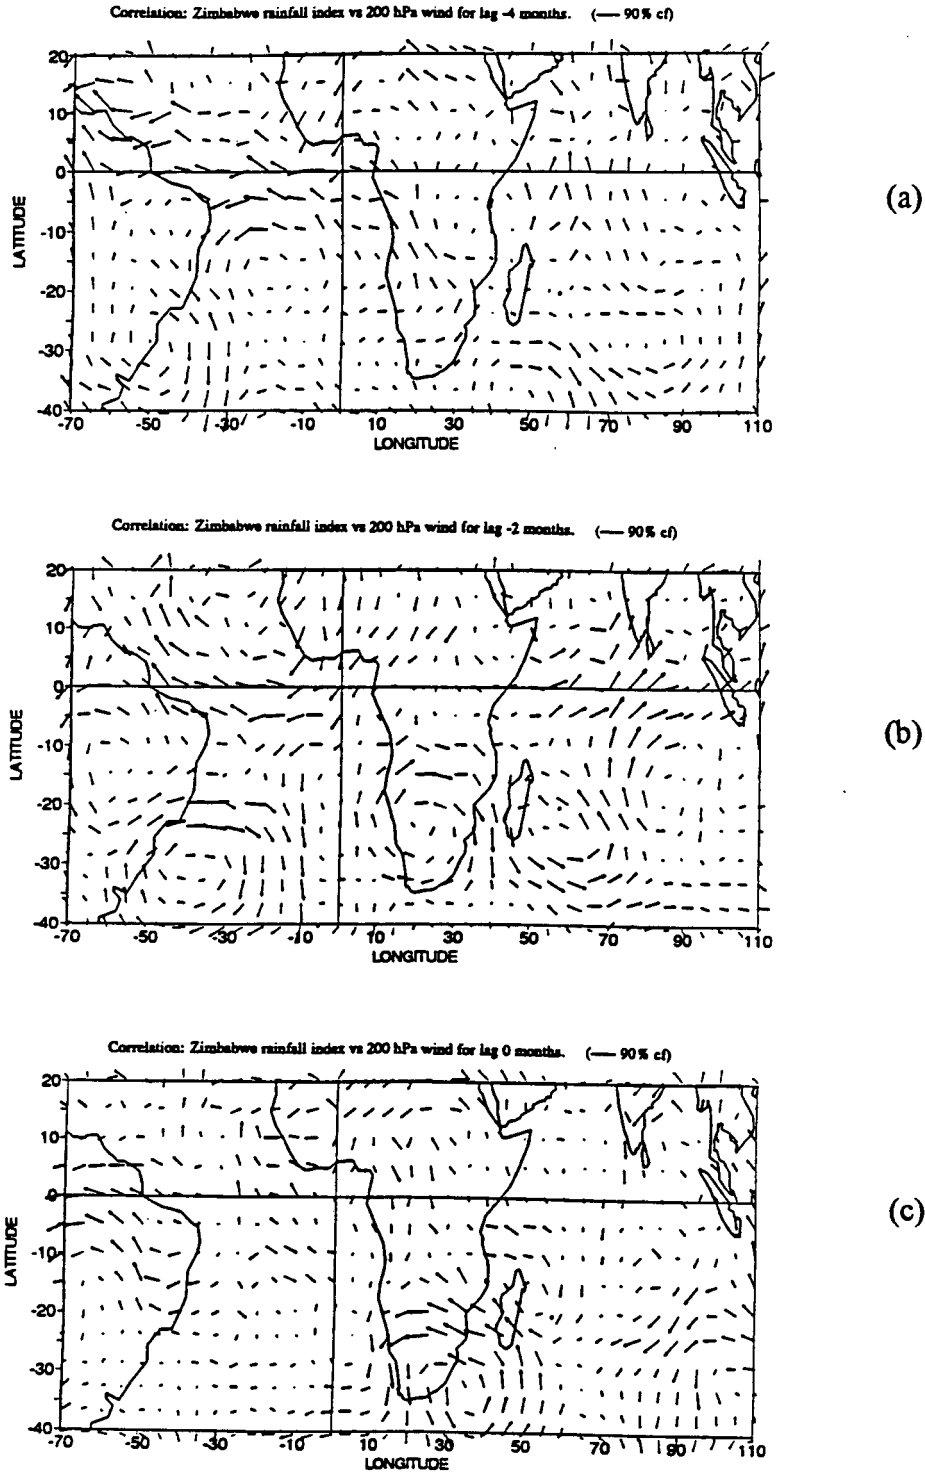 Correlation: Zimbabwe rainfall index vs 200 hPa wind for lag -4 months. (— 90% cf)
20
10
0
-10
-20
-30
-40
LATITUDE
-70 -50 -30 -10 10 30 50 70 90 110
LONGITUDE
(a)
Correlation: Zimbabwe rainfall index vs 200 hPa wind for lag -2 months. (— 90% cf)
20
10
0
-10
-20
-30
-40
LATITUDE
-70 -50 -30 -10 10 30 50 70 90 110
LONGITUDE
(b)
Correlation: Zimbabwe rainfall index vs 200 hPa wind for lag 0 months. (— 90% cf)
20
10
0
-10
-20
-30
-40
LATITUDE
-70 -50 -30 -10 10 30 50 70 90 110
LONGITUDE
(c)